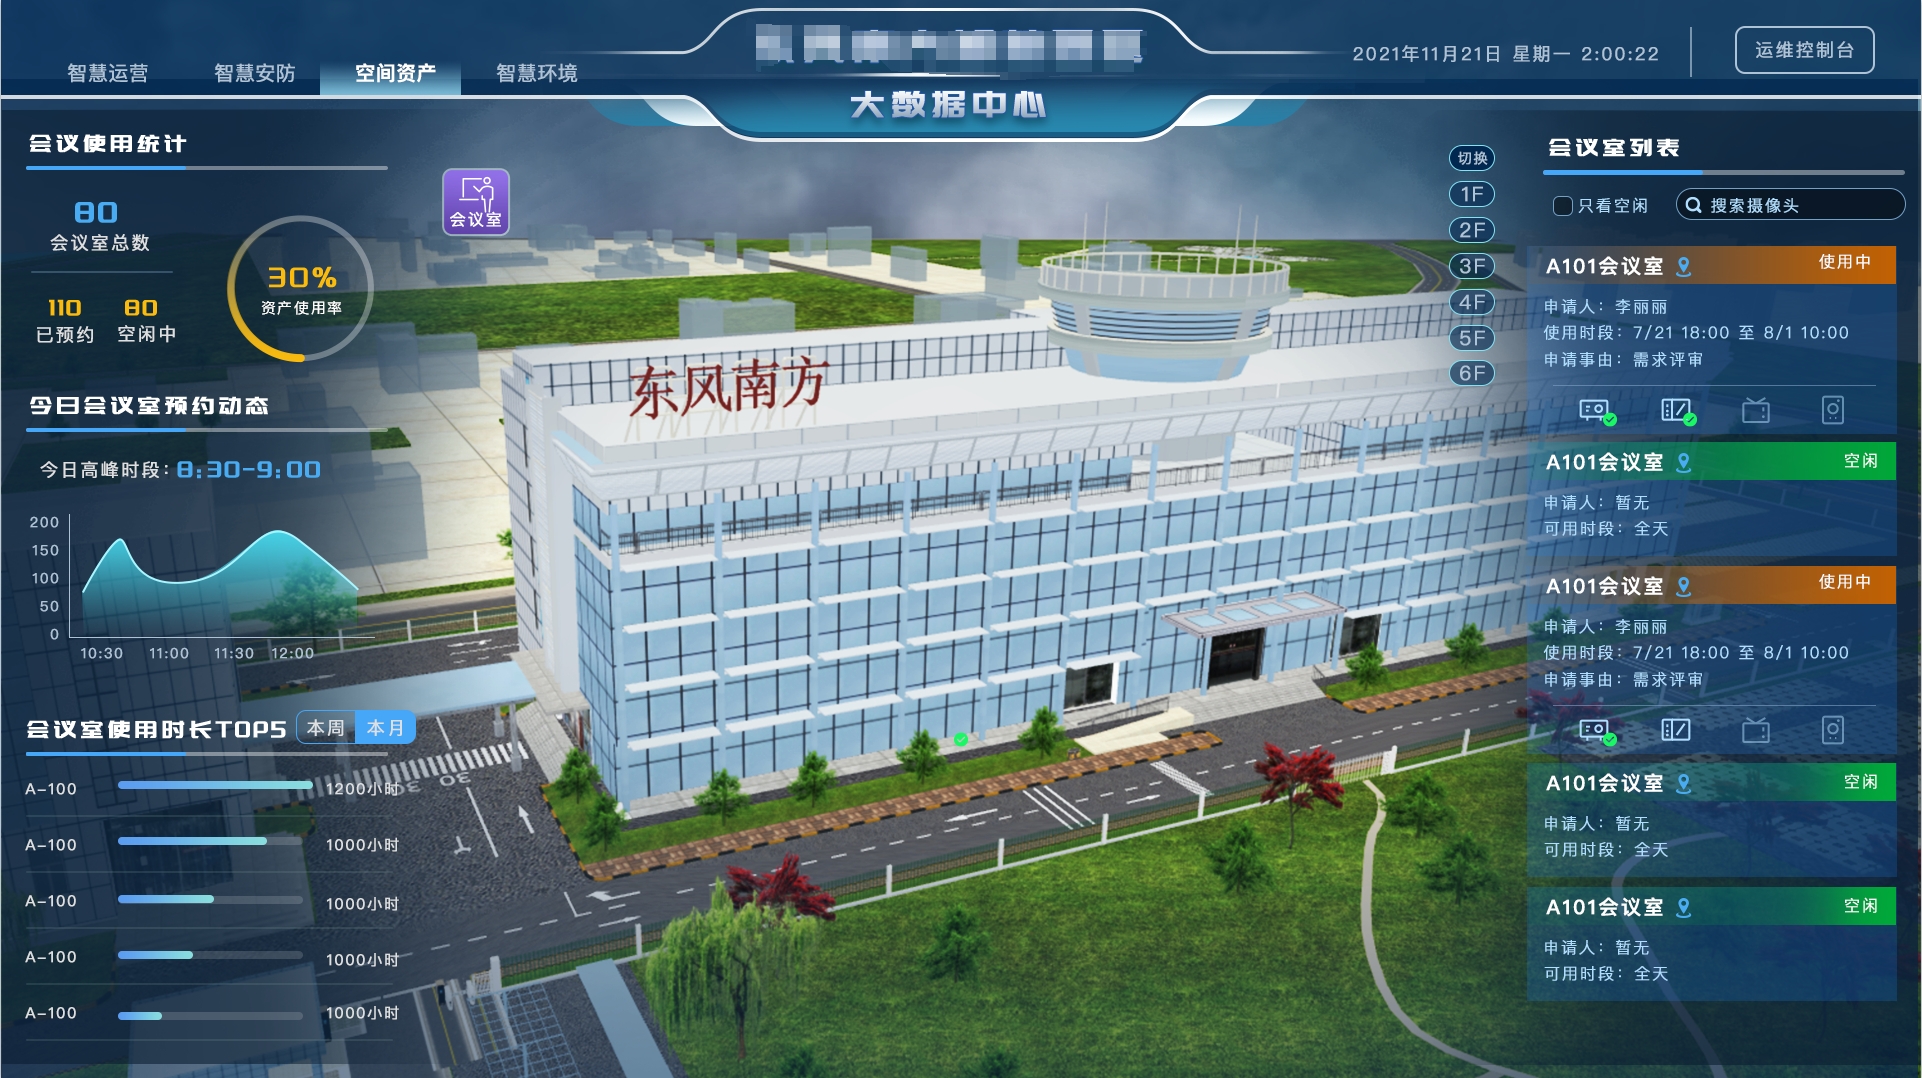 智慧运营
智慧安防
空间资产
智慧环境
大数据中心
2021年11月21日 星期一 2:00:22
运维控制台
会议使用统计
80
会议室总数
110
已预约
80
空闲中
30%
资产使用率
会议室
今日会议室预约动态
今日高峰时段：8:30-9:00
200
150
100
50
0
10:30 11:00 11:30 12:00
会议室使用时长TOP5
本周
本月
A-100 1200小时
A-100 1000小时
A-100 1000小时
A-100 1000小时
A-100 1000小时
东风南方
30
30
切换
1F
2F
3F
4F
5F
6F
会议室列表
只看空闲
搜索摄像头
A101会议室 使用中
申请人：李丽丽
使用时段：7/21 18:00 至 8/1 10:00
申请事由：需求评审
A101会议室 空闲
申请人：暂无
可用时段：全天
A101会议室 使用中
申请人：李丽丽
使用时段：7/21 18:00 至 8/1 10:00
申请事由：需求评审
A101会议室 空闲
申请人：暂无
可用时段：全天
A101会议室 空闲
申请人：暂无
可用时段：全天